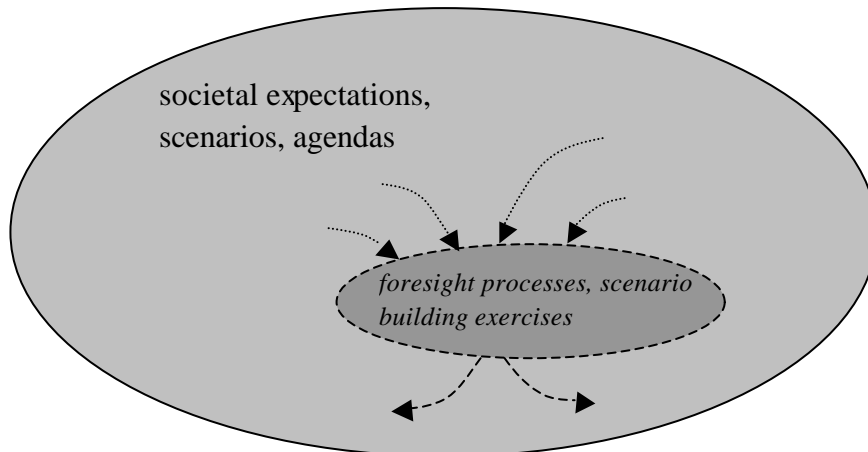 societal expectations,
scenarios, agendas
foresight processes, scenario
building exercises